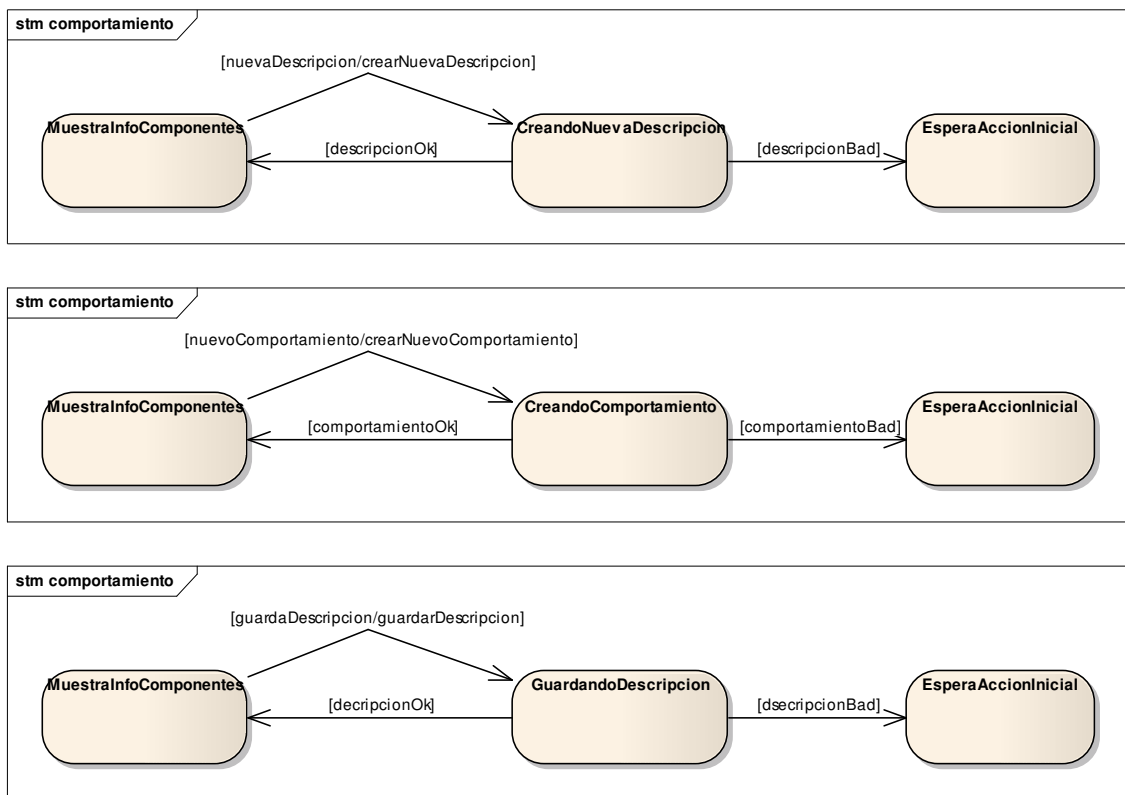 stm comportamiento
[nuevaDescripcion/crearNuevaDescripcion]
MuestraInfoComponentes
CreandoNuevaDescripcion
EsperaAccionInicial
[descripcionOk]
[descripcionBad]
stm comportamiento
[nuevoComportamiento/crearNuevoComportamiento]
MuestraInfoComponentes
CreandoComportamiento
EsperaAccionInicial
[comportamientoOk]
[comportamientoBad]
stm comportamiento
[guardaDescripcion/guardarDescripcion]
MuestraInfoComponentes
GuardandoDescripcion
EsperaAccionInicial
[decripcionOk]
[dsecripcionBad]